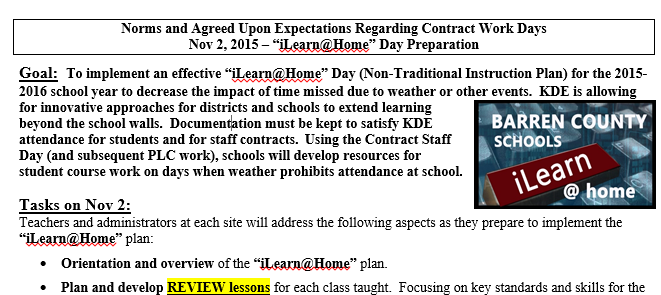 Norms and Agreed Upon Expectations Regarding Contract Work Days
Nov 2, 2015 – “iLearn@Home” Day Preparation
Goal: To implement an effective “iLearn@Home” Day (Non-Traditional Instruction Plan) for the 2015-
2016 school year to decrease the impact of time missed due to weather or other events. KDE is allowing
for innovative approaches for districts and schools to extend learning
beyond the school walls. Documentation must be kept to satisfy KDE
attendance for students and for staff contracts. Using the Contract Staff
Day (and subsequent PLC work), schools will develop resources for
student course work on days when weather prohibits attendance at school.
BARREN COUNTY
SCHOOLS
iLearn
@ home
Tasks on Nov 2:
Teachers and administrators at each site will address the following aspects as they prepare to implement the
“iLearn@Home” plan:
• Orientation and overview of the “iLearn@Home” plan.
• Plan and develop REVIEW lessons for each class taught. Focusing on key standards and skills for the